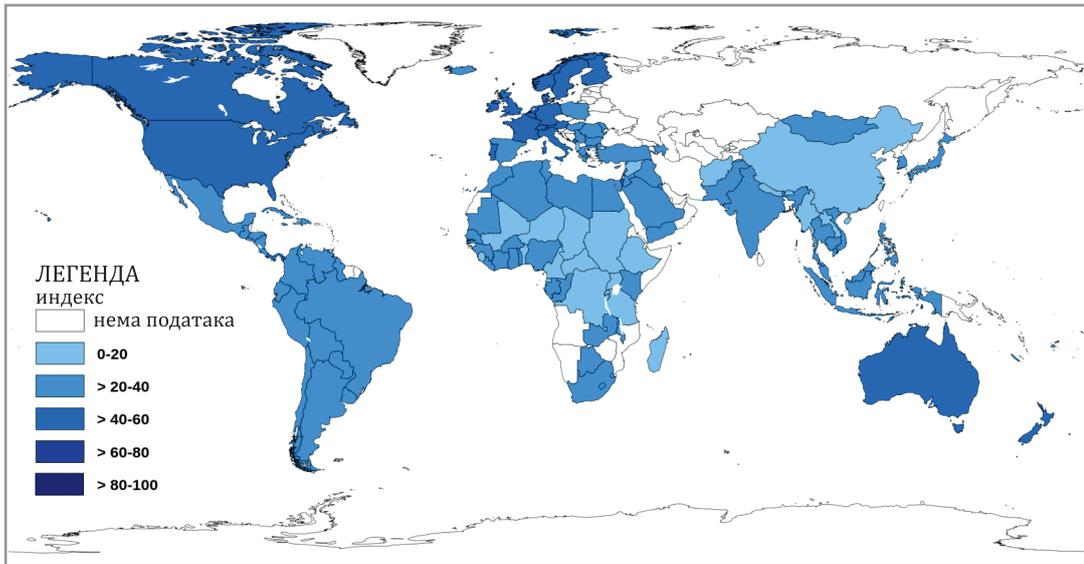 ЛЕГЕНДА
индекс
нема података
0-20
> 20-40
> 40-60
> 60-80
> 80-100